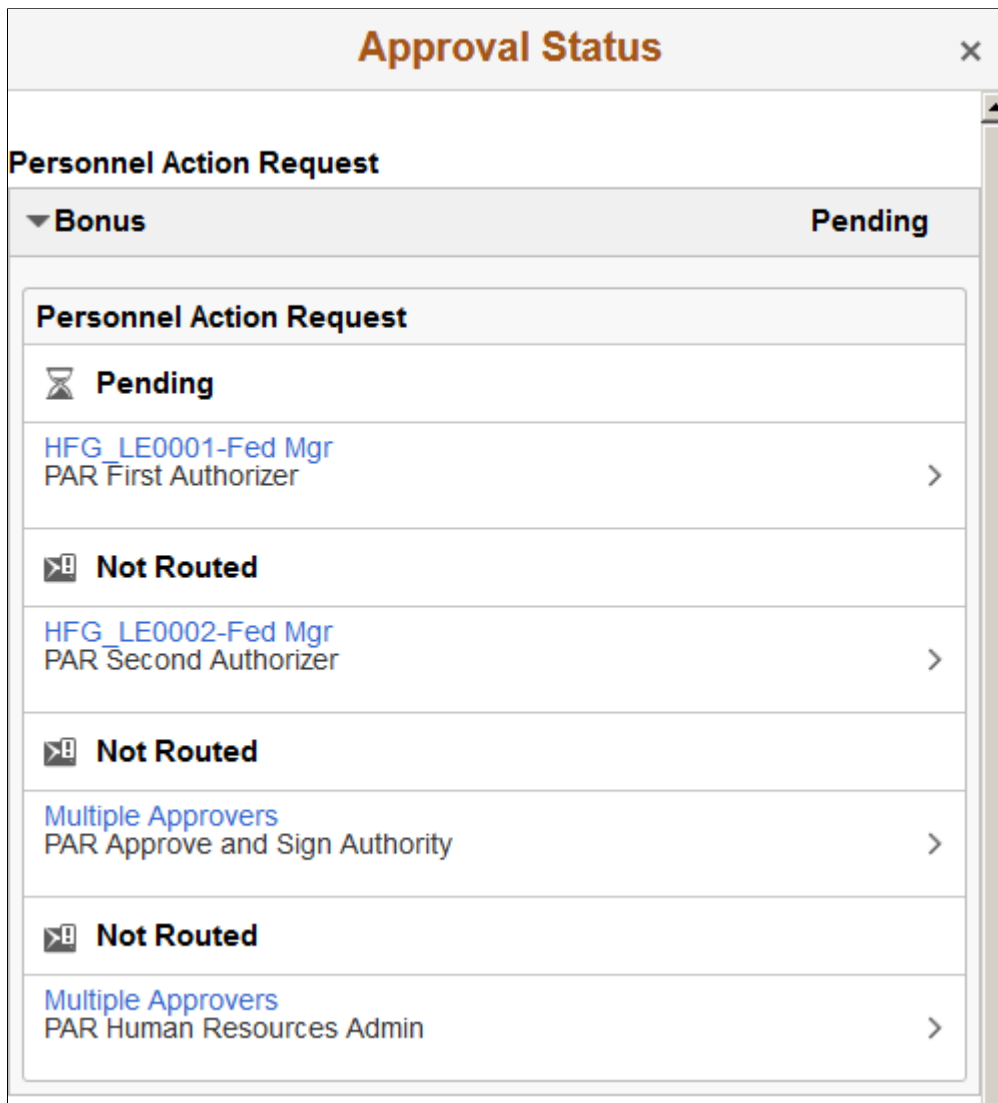 Approval Status
Personnel Action Request
Bonus Pending
Personnel Action Request
Pending
HFG_LE0001-Fed Mgr
PAR First Authorizer
Not Routed
HFG_LE0002-Fed Mgr
PAR Second Authorizer
Not Routed
Multiple Approvers
PAR Approve and Sign Authority
Not Routed
Multiple Approvers
PAR Human Resources Admin